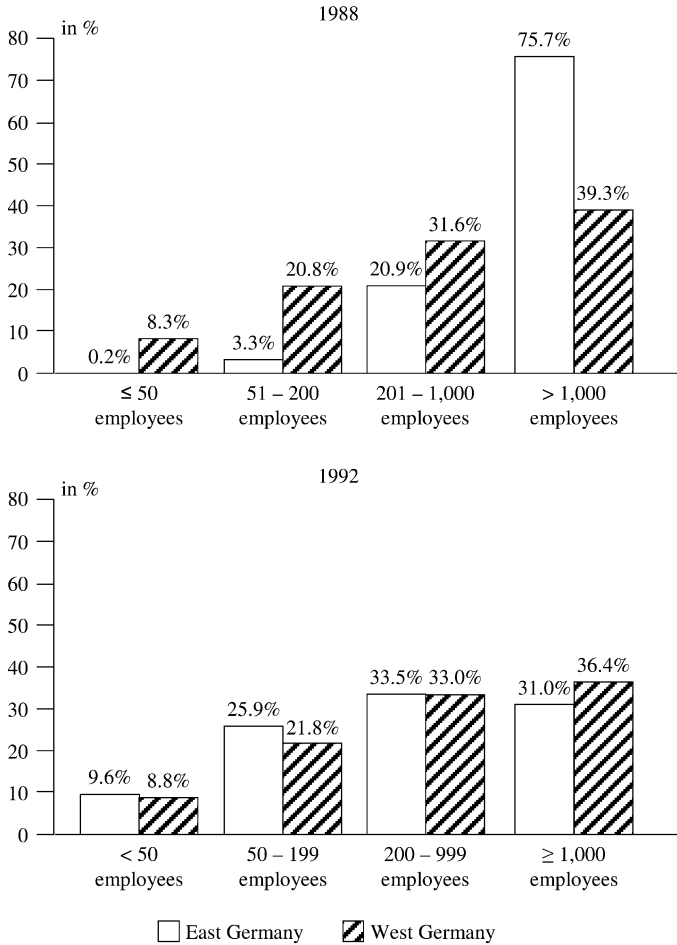 1988
in %
80
70
60
50
40
30
20
10
0
0.2%
8.3%
3.3%
20.8%
20.9%
31.6%
75.7%
39.3%
≤ 50
employees
51 – 200
employees
201 – 1,000
employees
> 1,000
employees
1992
in %
80
70
60
50
40
30
20
10
0
9.6%
8.8%
25.9%
21.8%
33.5%
33.0%
31.0%
36.4%
< 50
employees
50 – 199
employees
200 – 999
employees
≥ 1,000
employees
East Germany
West Germany